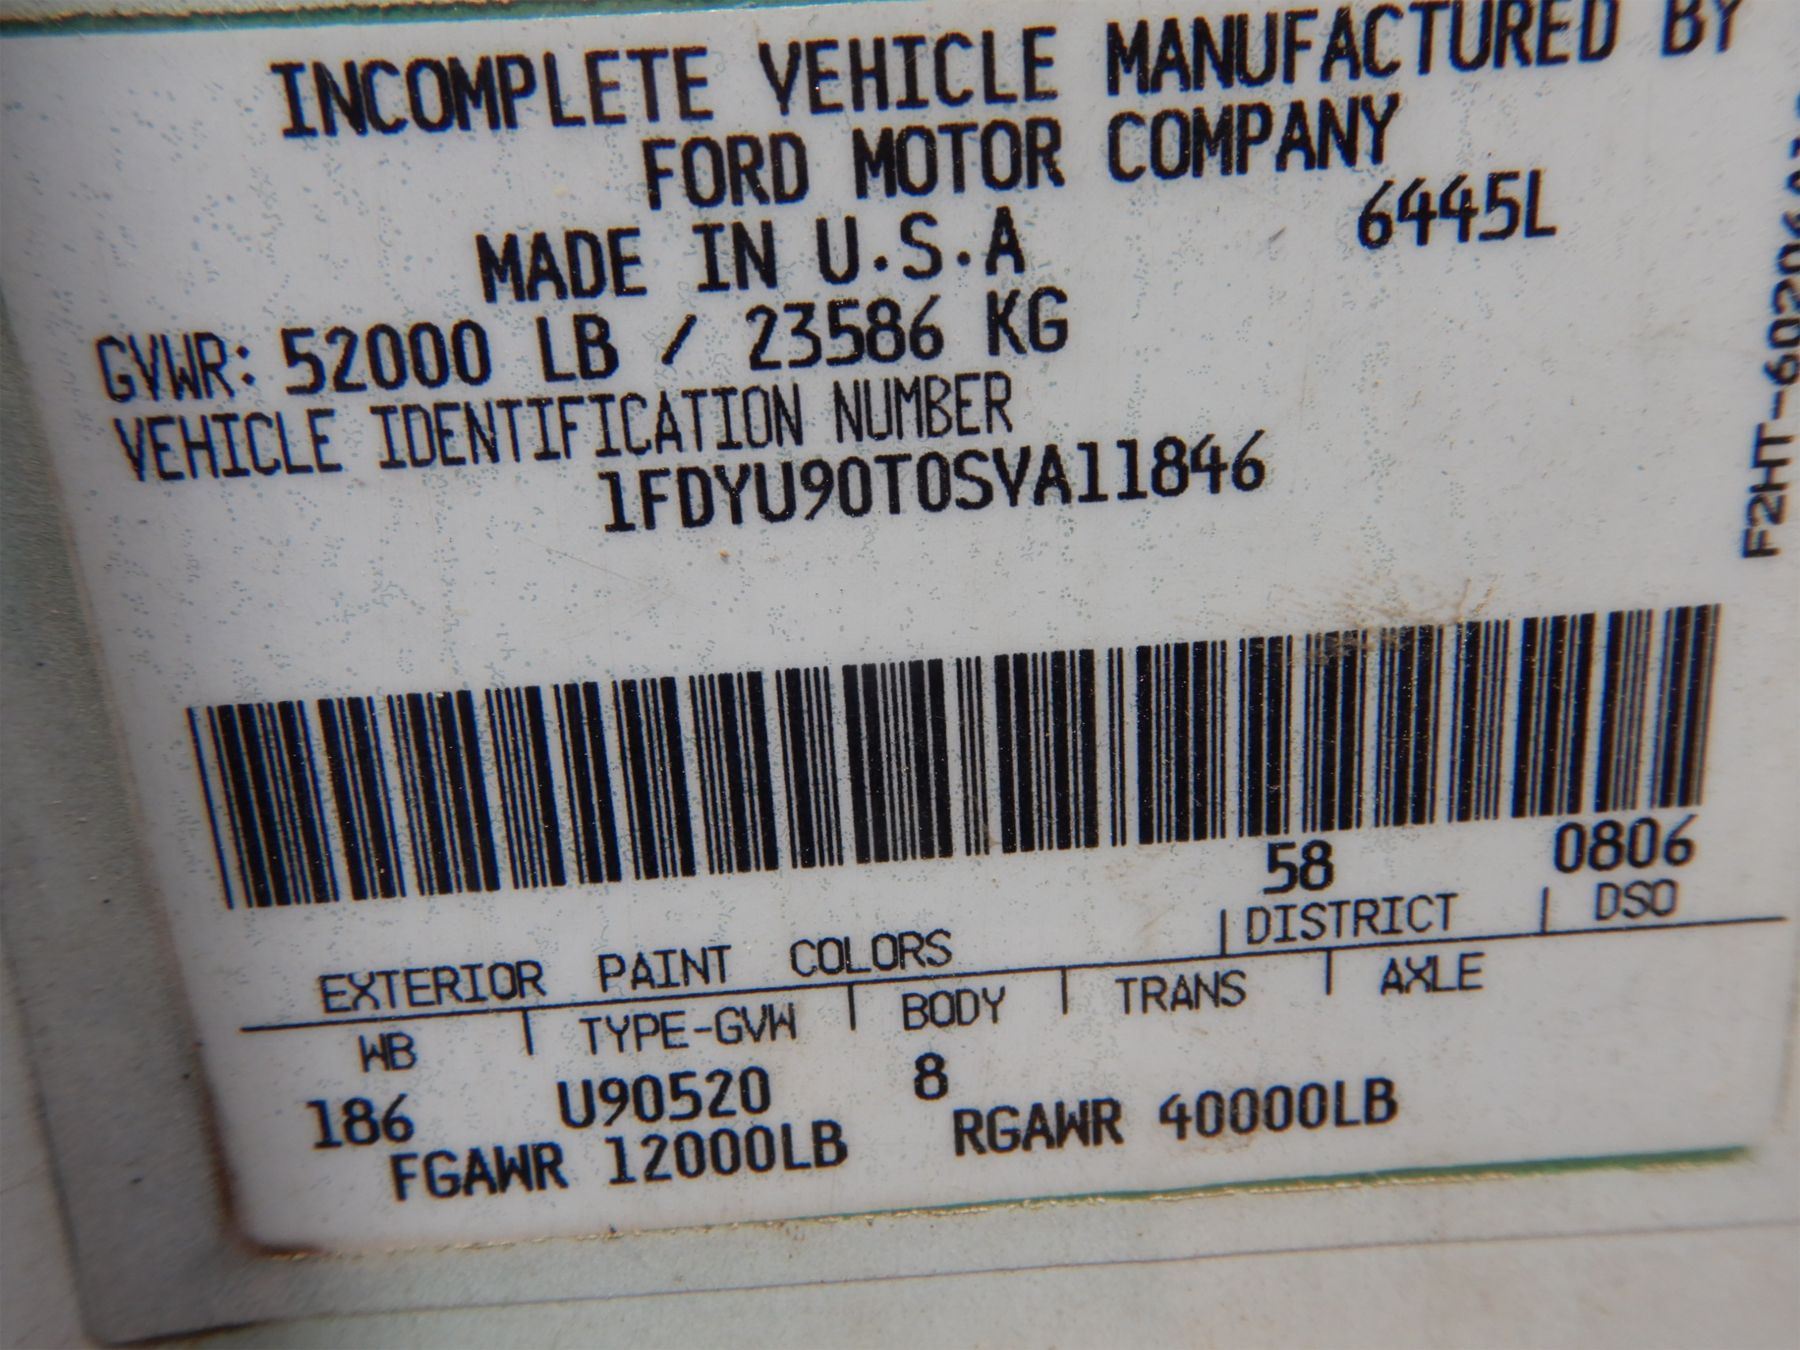 INCOMPLETE VEHICLE MANUFACTURED BY
FORD MOTOR COMPANY
6445L
MADE IN U.S.A
GVWR: 52000 LB / 23586 KG
VEHICLE IDENTIFICATION NUMBER
1FDYU90T0SVA11846
58 0806
EXTERIOR PAINT COLORS | DISTRICT | DSO
WB | TYPE-GVW | BODY | TRANS | AXLE
186 U90520 8
FGAWR 12000LB RGAWR 40000LB